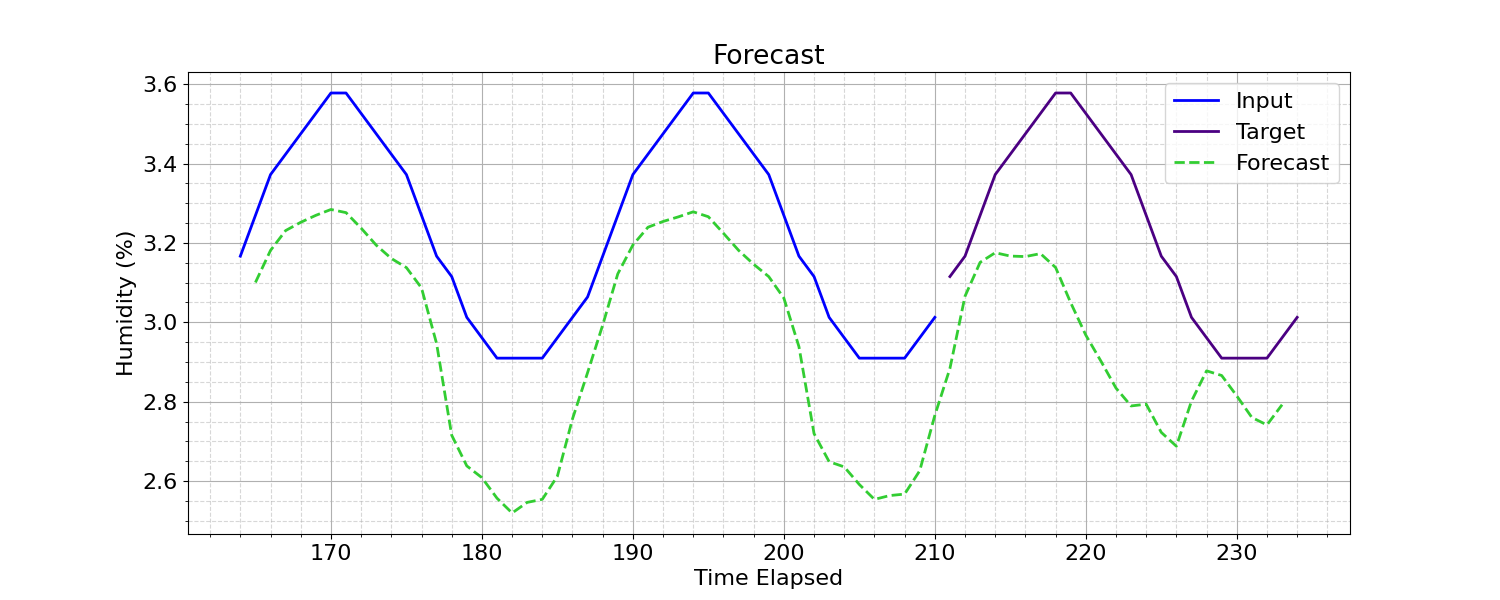 Forecast
Humidity (%)
3.6
3.4
3.2
3.0
2.8
2.6
Input
Target
Forecast
170 180 190 200 210 220 230
Time Elapsed